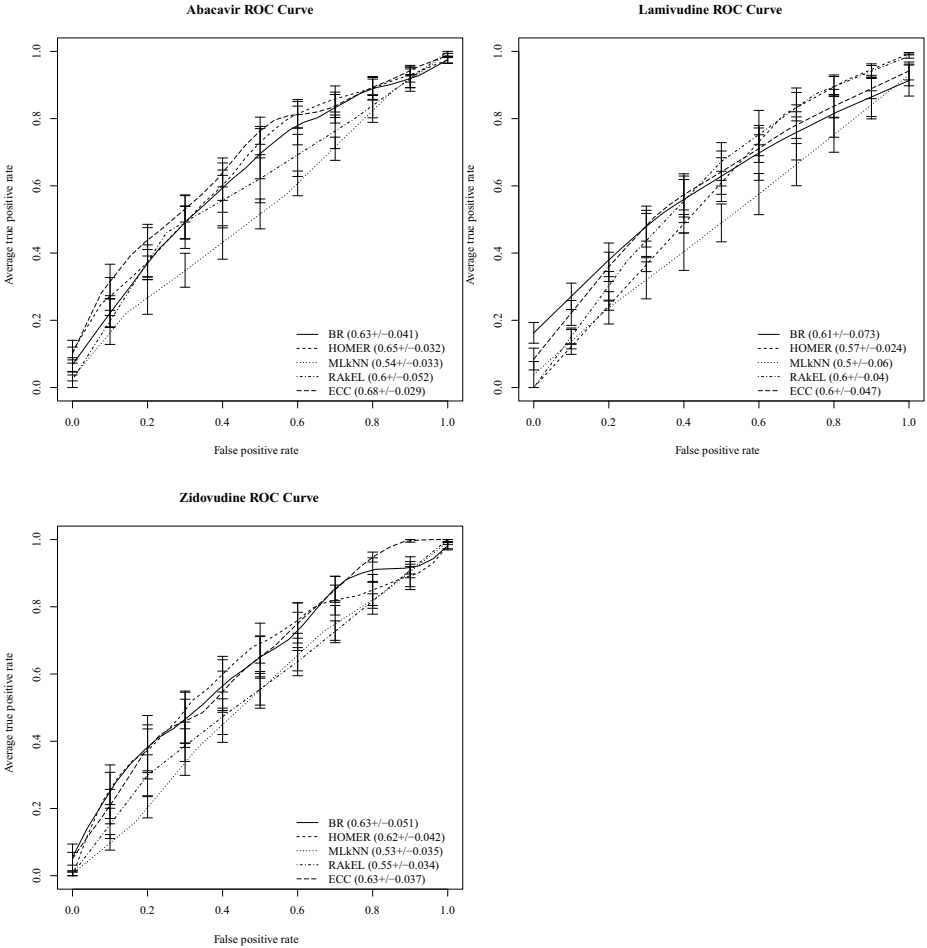 Abacavir ROC Curve
Average true positive rate
1.0
0.8
0.6
0.4
0.2
0.0
BR (0.63+/−0.041)
HOMER (0.65+/−0.032)
MLkNN (0.54+/−0.033)
RAkEL (0.6+/−0.052)
ECC (0.68+/−0.029)
0.0 0.2 0.4 0.6 0.8 1.0
False positive rate
Lamivudine ROC Curve
Average true positive rate
1.0
0.8
0.6
0.4
0.2
0.0
BR (0.61+/−0.073)
HOMER (0.57+/−0.024)
MLkNN (0.5+/−0.06)
RAkEL (0.6+/−0.04)
ECC (0.6+/−0.047)
0.0 0.2 0.4 0.6 0.8 1.0
False positive rate
Zidovudine ROC Curve
Average true positive rate
1.0
0.8
0.6
0.4
0.2
0.0
BR (0.63+/−0.051)
HOMER (0.62+/−0.042)
MLkNN (0.53+/−0.035)
RAkEL (0.55+/−0.034)
ECC (0.63+/−0.037)
0.0 0.2 0.4 0.6 0.8 1.0
False positive rate